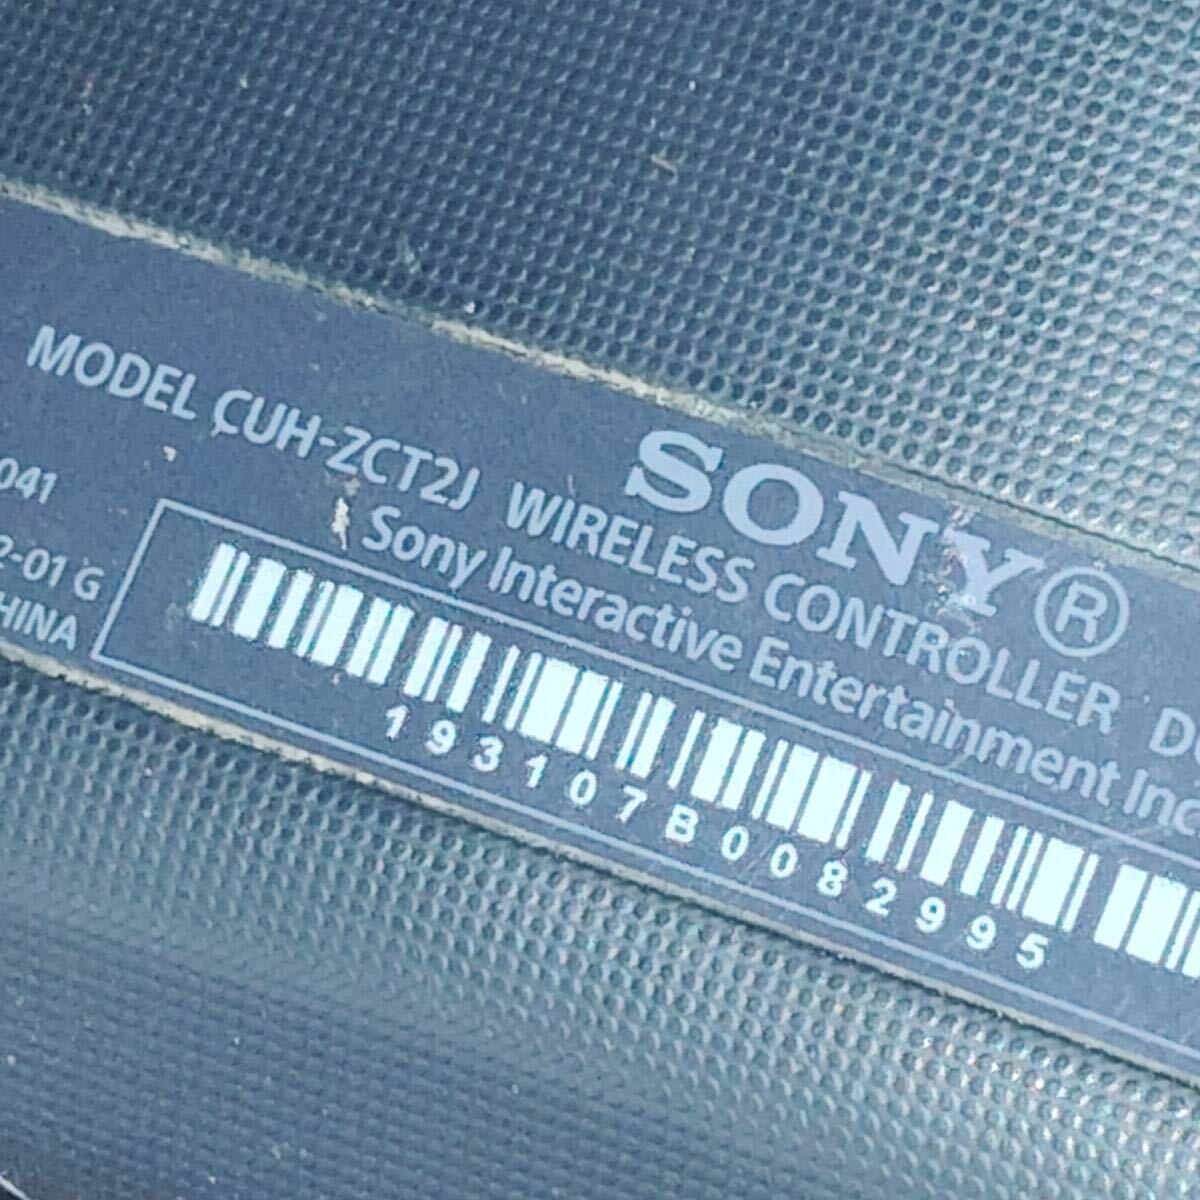 SONY®
MODEL CUH-ZCT2J WIRELESS CONTROLLER
Sony Interactive Entertainment Inc
041
2-01 G
HINA
193107B0082995